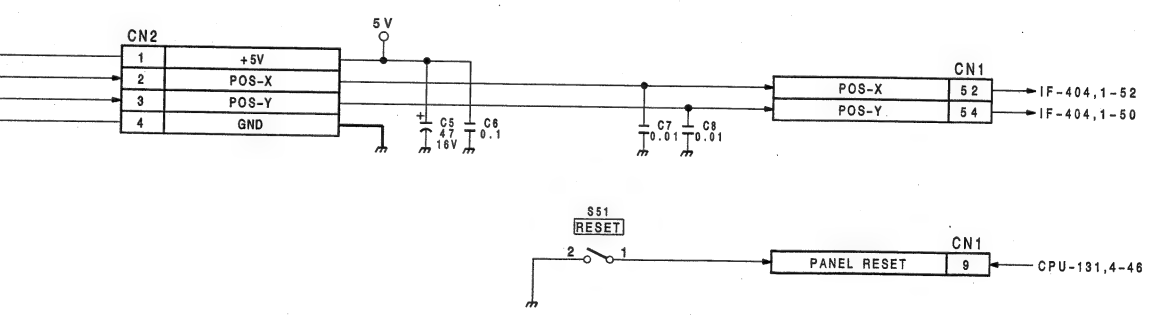 5V
CN2
1 +5V
2 POS-X
3 POS-Y
4 GND
+ C5 47 16V
C6 0.1
C7 0.01
C8 0.01
CN1
POS-X 52 IF-404,1-52
POS-Y 54 IF-404,1-50
S51
RESET
2 1
CN1
PANEL RESET 9 CPU-131,4-46